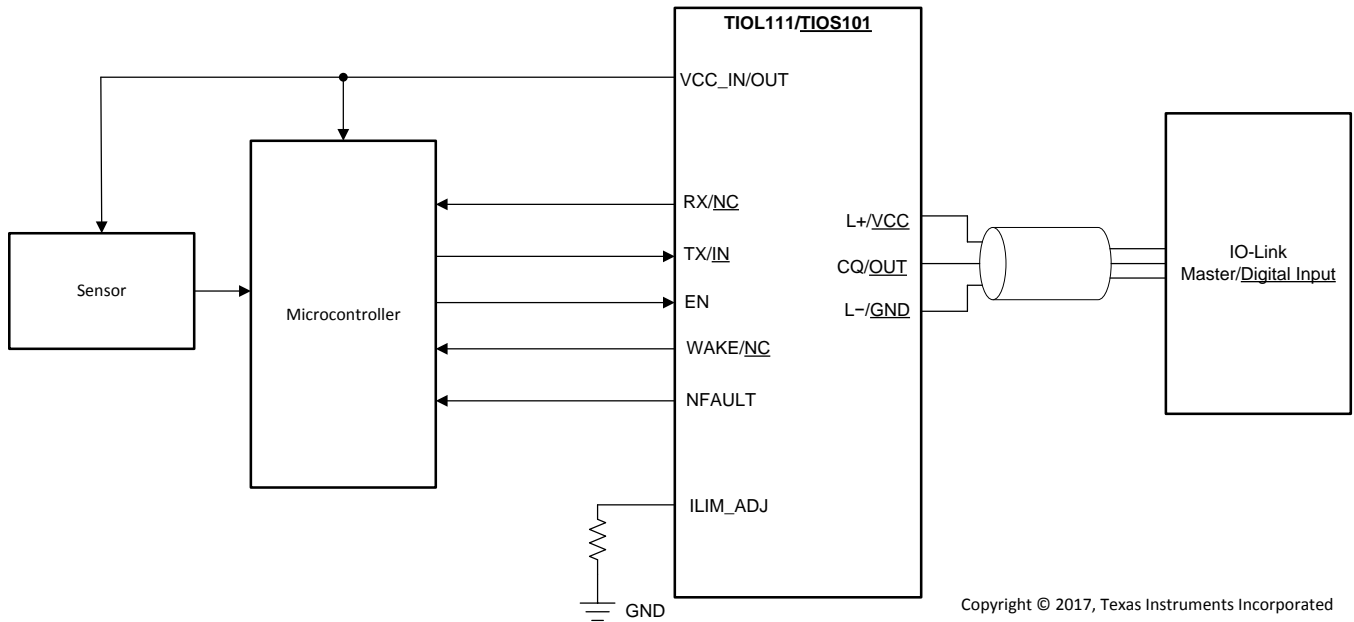 TIOL111/TIOS101
VCC_IN/OUT
RX/NC
TX/IN
EN
WAKE/NC
NFAULT
ILIM_ADJ
GND
L+/VCC
CQ/OUT
L−/GND
Sensor
Microcontroller
IO-Link
Master/Digital Input
Copyright © 2017, Texas Instruments Incorporated